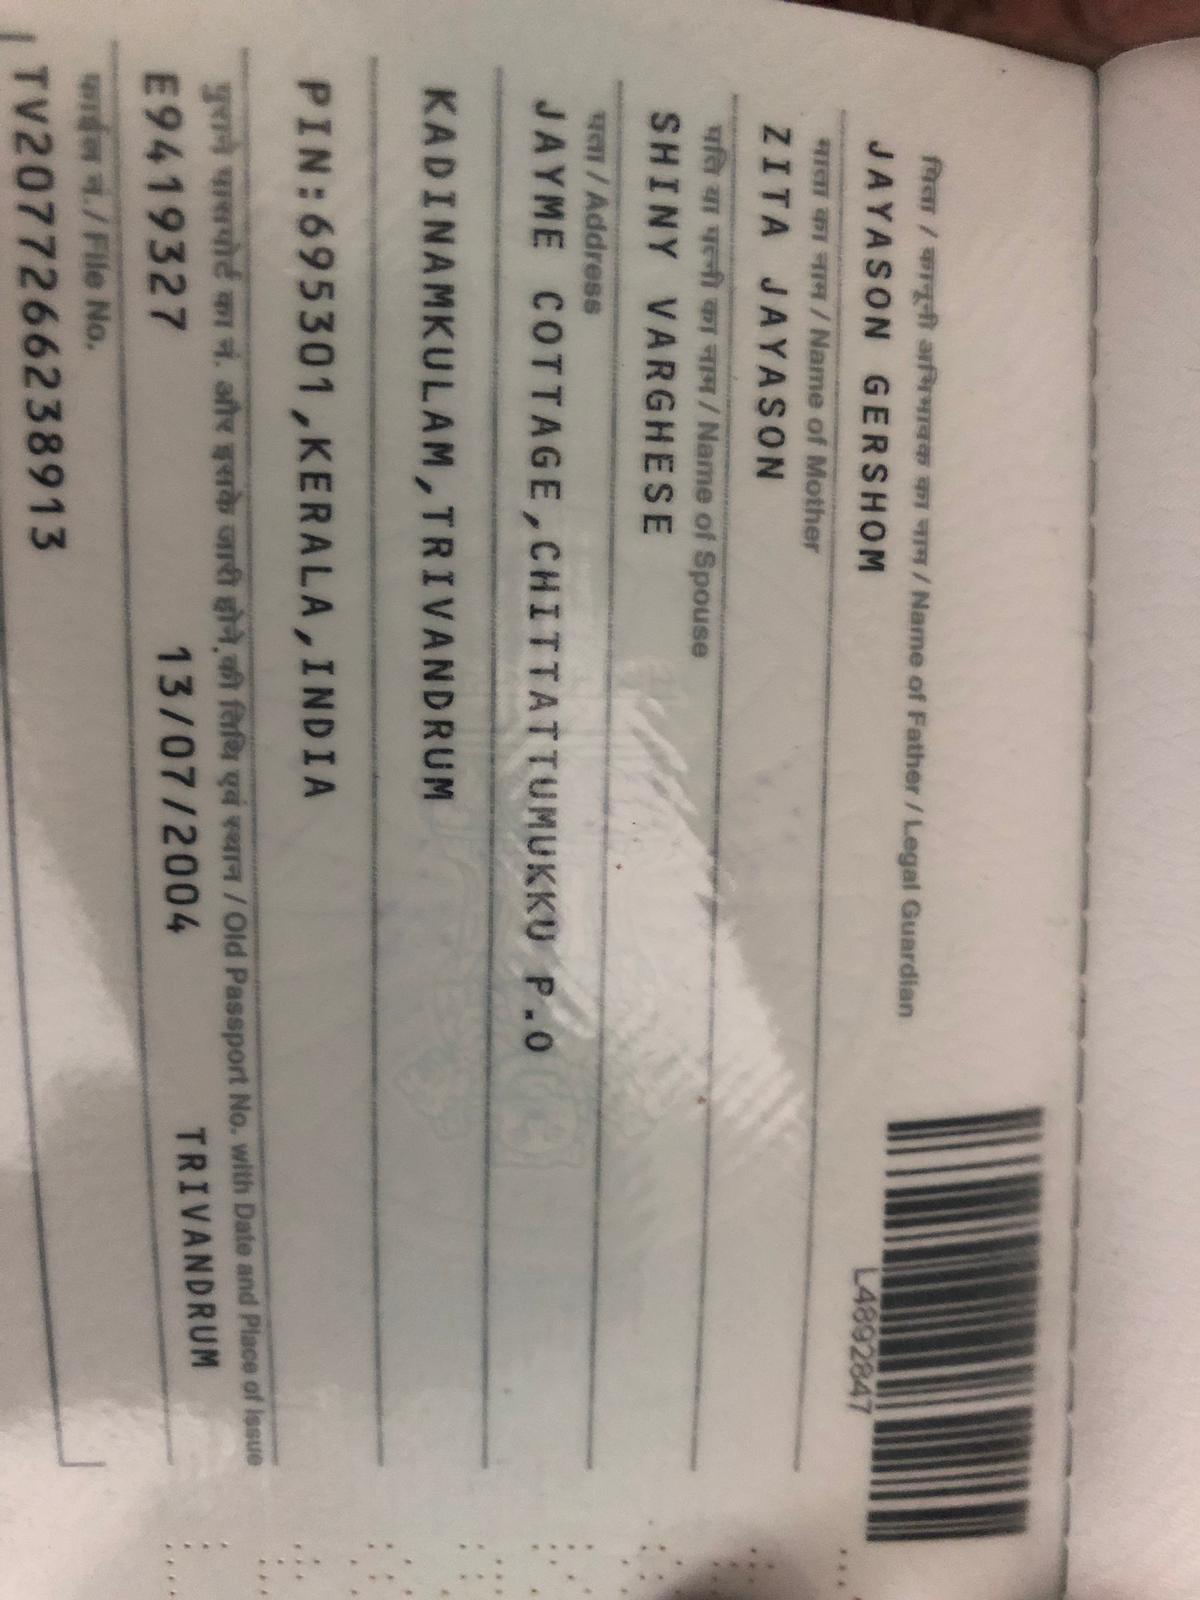 पिता / कानूनी अभिभावक का नाम / Name of Father / Legal Guardian
JAYASON GERSHOM
L4892847
माता का नाम / Name of Mother
ZITA JAYASON
पति या पत्नी का नाम / Name of Spouse
SHINY VARGHESE
पता / Address
JAYME COTTAGE,CHITTATTUMUKKU P.O
KADINAMKULAM,TRIVANDRUM
PIN:695301,KERALA,INDIA
पुराने पासपोर्ट का नं. और इसके जारी होने की तिथि एवं स्थान / Old Passport No. with Date and Place of Issue
E9419327 13/07/2004 TRIVANDRUM
फाईल नं. / File No.
TV2077266238913